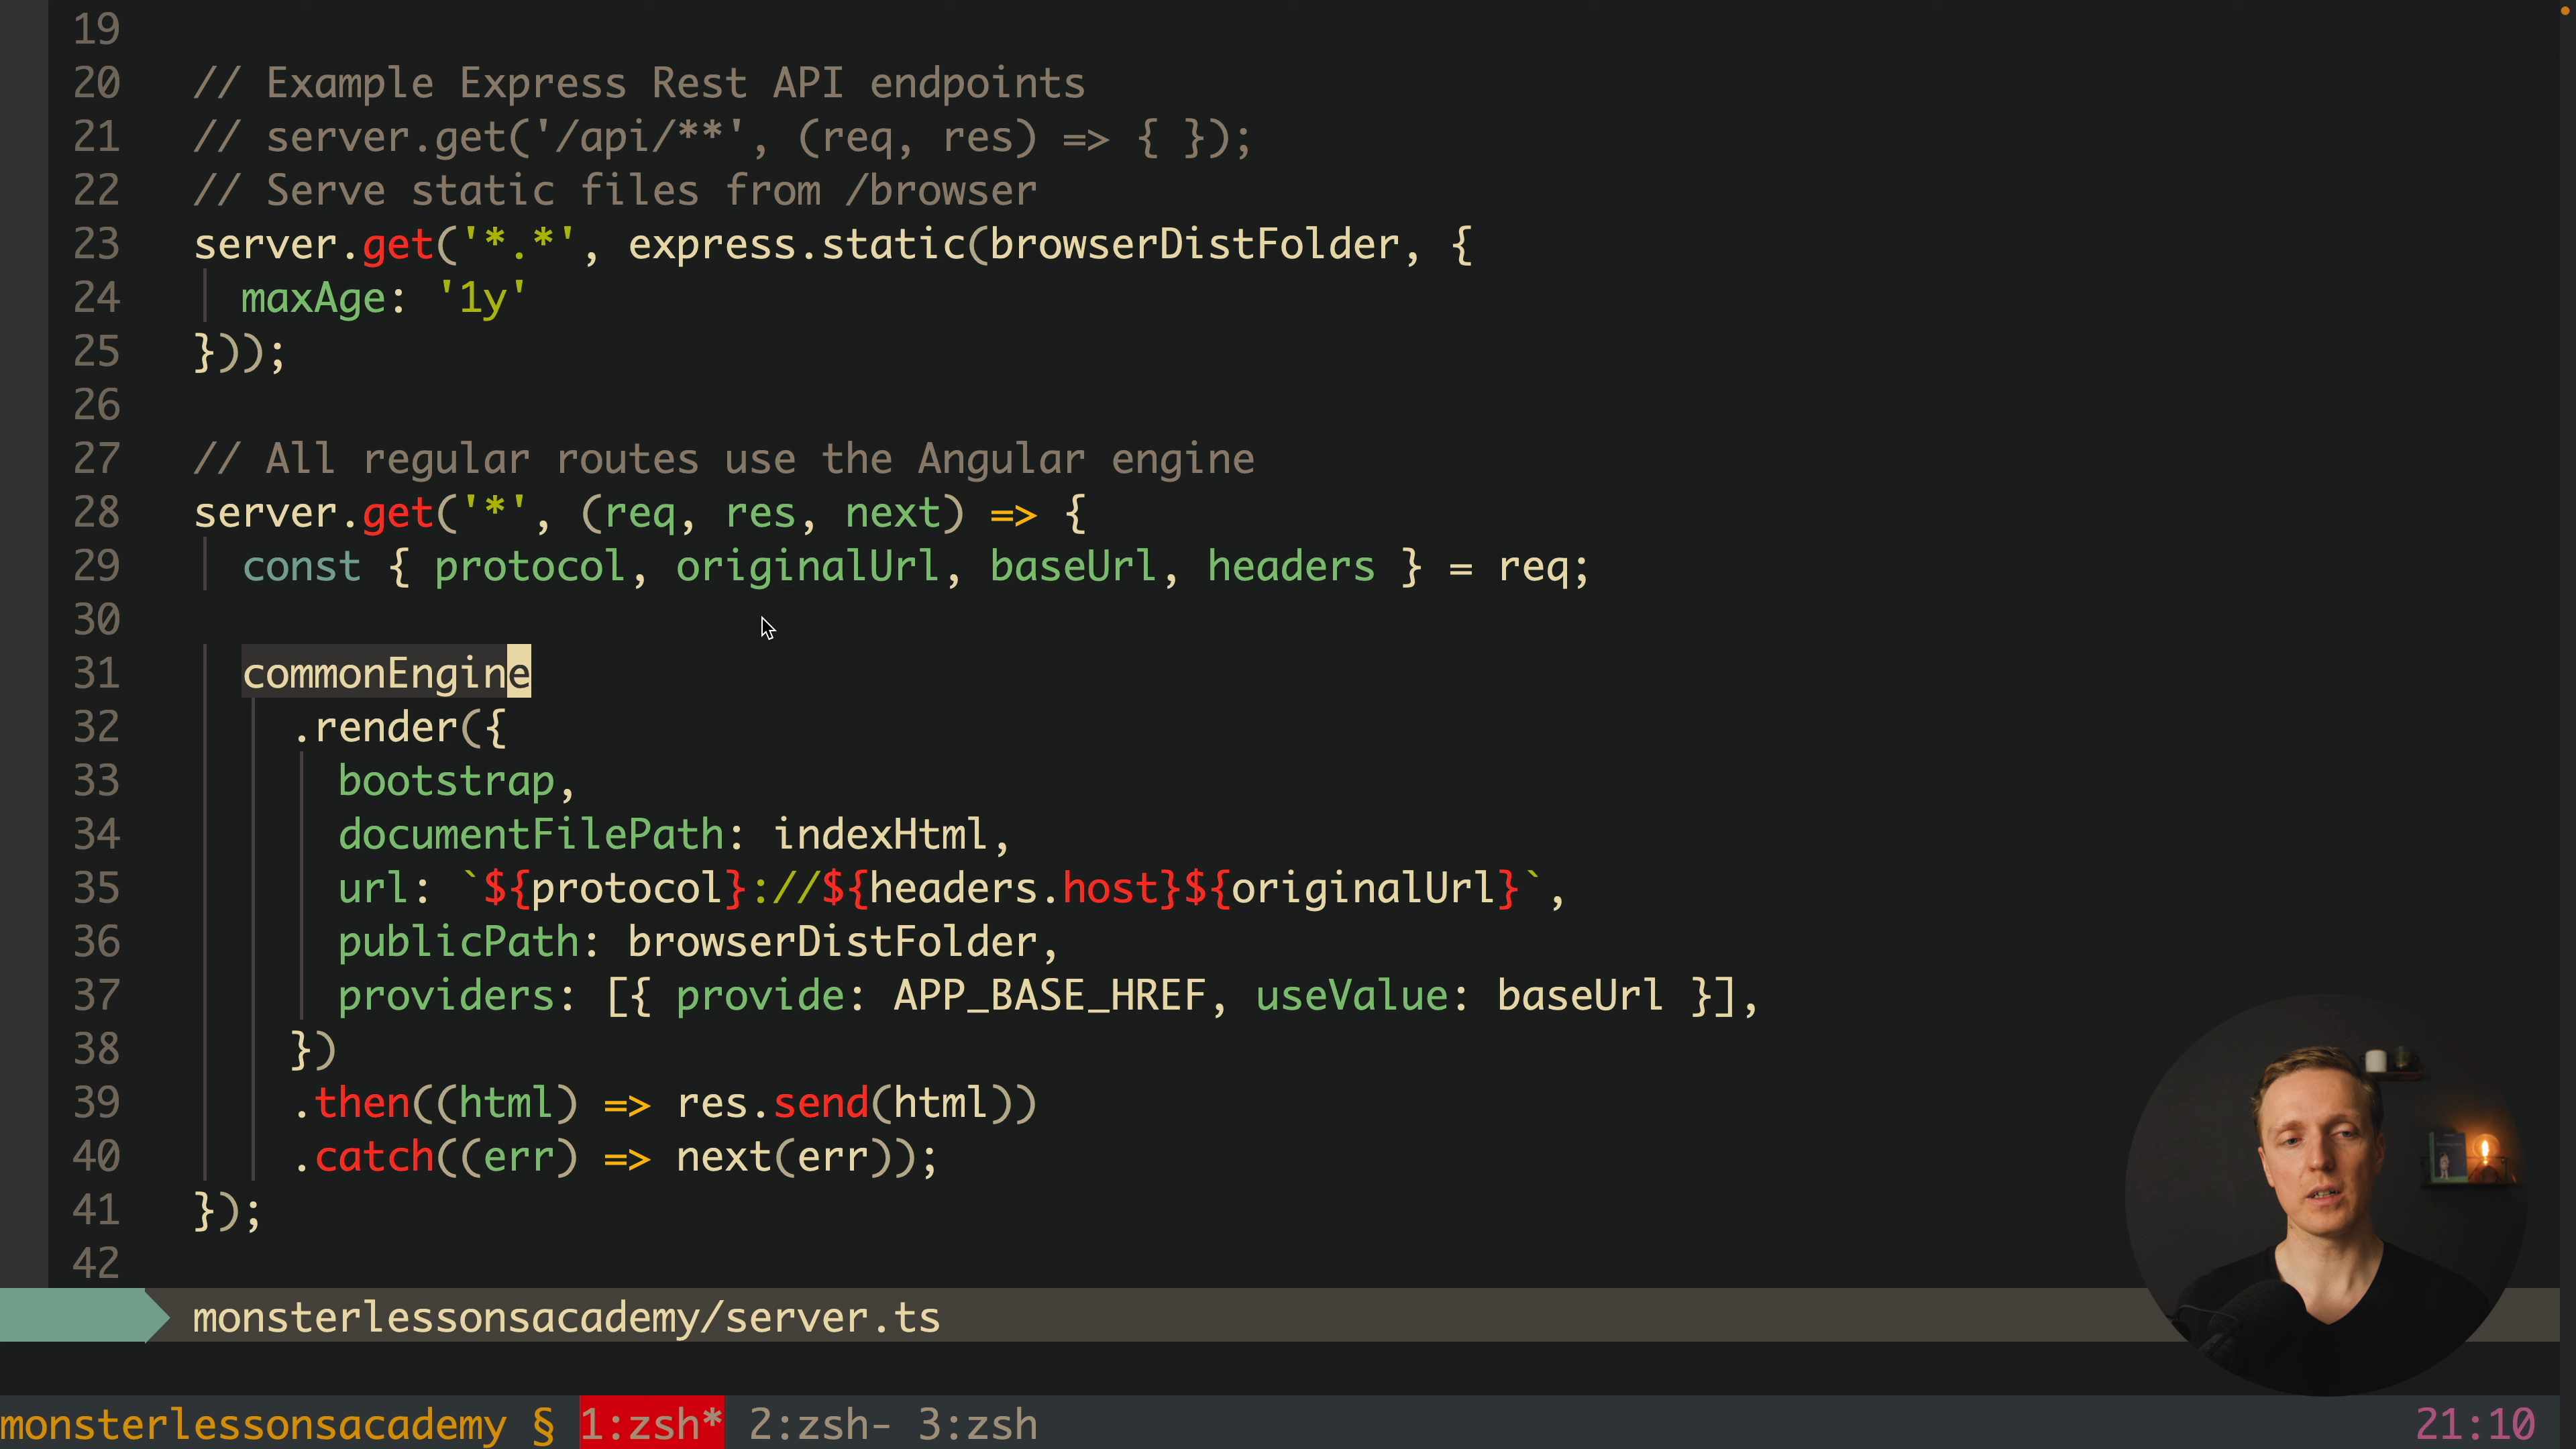 19
20 // Example Express Rest API endpoints
21 // server.get('/api/**', (req, res) => { });
22 // Serve static files from /browser
23 server.get('*.*', express.static(browserDistFolder, {
24 maxAge: '1y'
25 }));
26
27 // All regular routes use the Angular engine
28 server.get('*', (req, res, next) => {
29 const { protocol, originalUrl, baseUrl, headers } = req;
30
31 commonEngine
32 .render({
33 bootstrap,
34 documentFilePath: indexHtml,
35 url: `${protocol}://${headers.host}${originalUrl}`,
36 publicPath: browserDistFolder,
37 providers: [{ provide: APP_BASE_HREF, useValue: baseUrl }],
38 })
39 .then((html) => res.send(html))
40 .catch((err) => next(err));
41 });
42
monsterlessonsacademy/server.ts
monsterlessonsacademy § 1:zsh* 2:zsh- 3:zsh 21:10